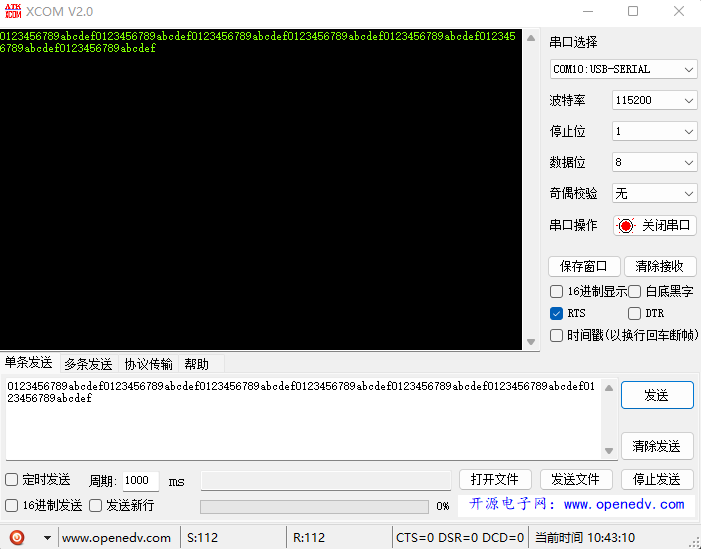 ATK
XCOM
XCOM V2.0
0123456789abcdef0123456789abcdef0123456789abcdef0123456789abcdef0123456789abcdef012345
6789abcdef0123456789abcdef
串口选择
COM10:USB-SERIAL
波特率 115200
停止位 1
数据位 8
奇偶校验 无
串口操作 关闭串口
保存窗口 清除接收
16进制显示 白底黑字
RTS DTR
时间戳(以换行回车断帧)
单条发送 多条发送 协议传输 帮助
0123456789abcdef0123456789abcdef0123456789abcdef0123456789abcdef0123456789abcdef0123456789abcdef01
23456789abcdef
发送
清除发送
定时发送 周期: 1000 ms 打开文件 发送文件 停止发送
16进制发送 发送新行 0% 开源电子网：www.openedv.com
www.openedv.com S:112 R:112 CTS=0 DSR=0 DCD=0 当前时间 10:43:10